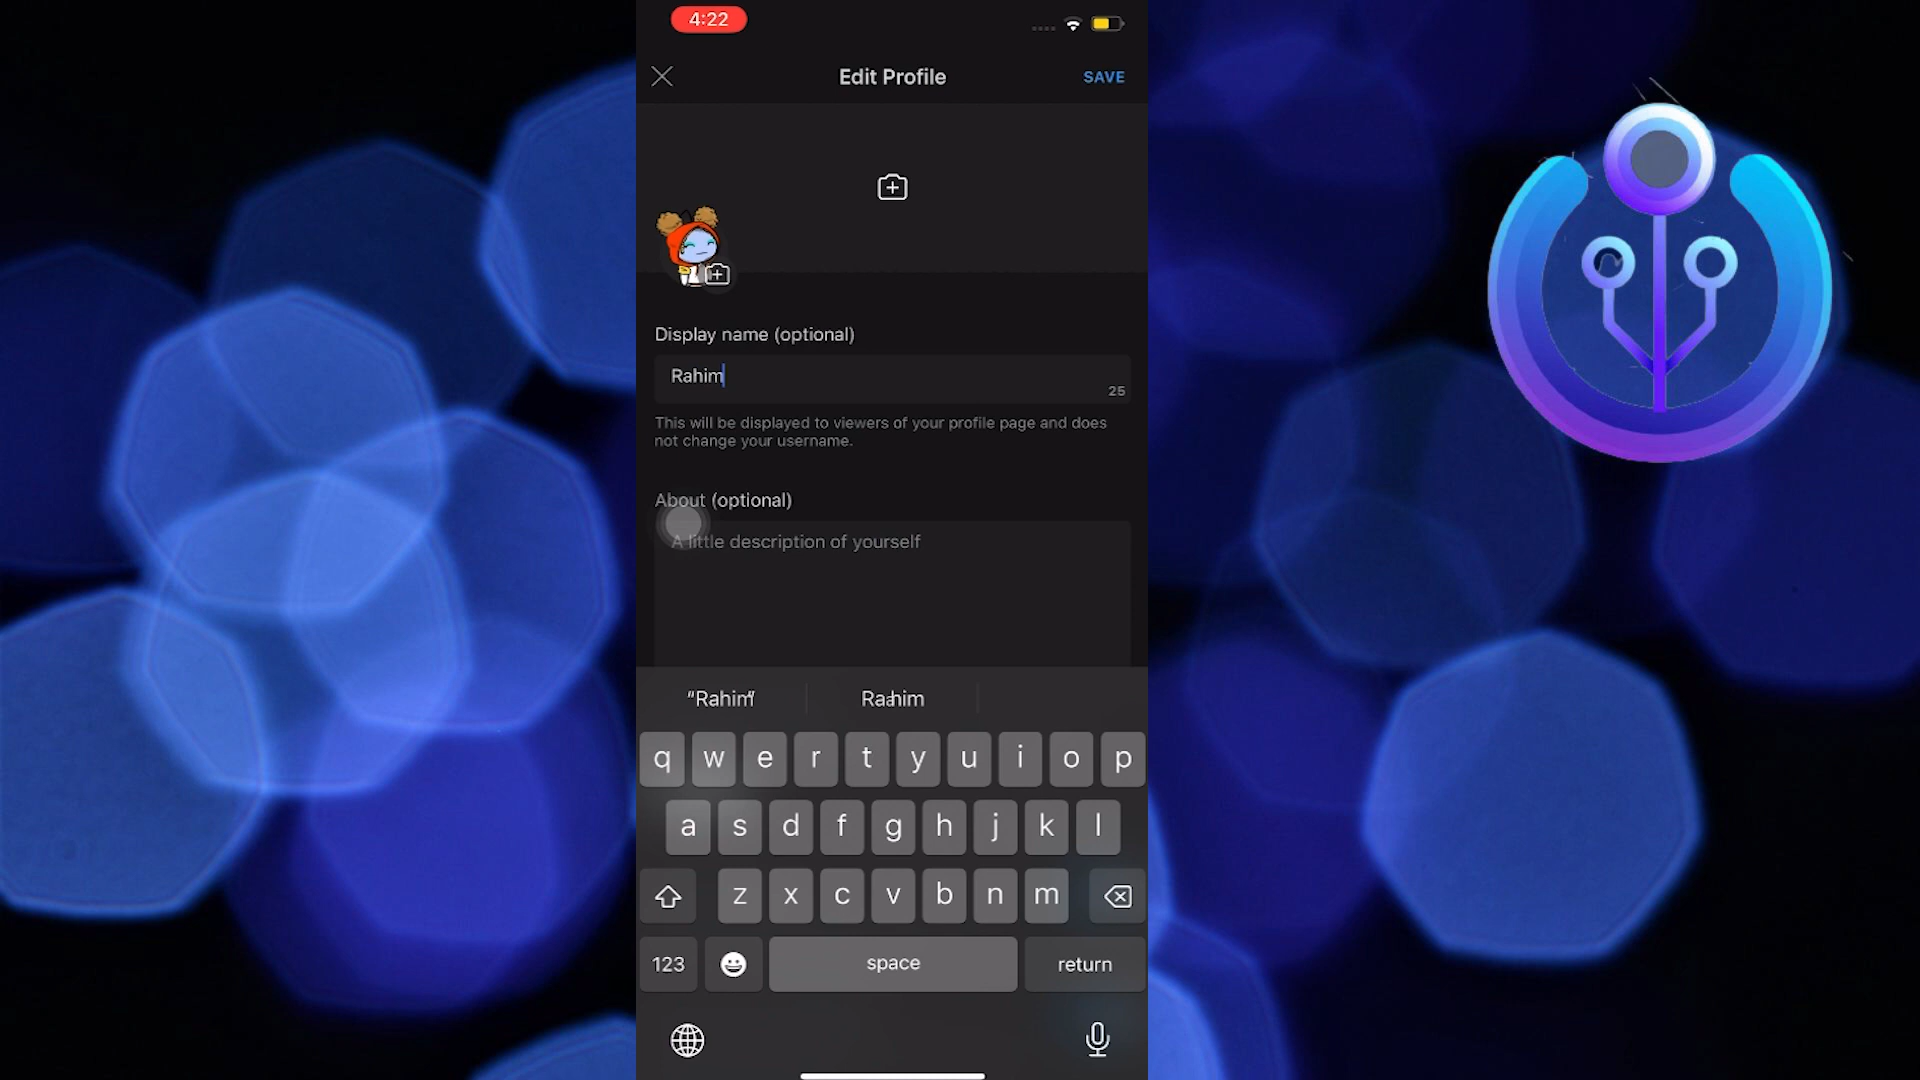 4:22
Edit Profile
SAVE
Display name (optional)
Rahim
25
This will be displayed to viewers of your profile page and does
not change your username.
About (optional)
A little description of yourself
“Rahim” Rahim
q w e r t y u i o p
a s d f g h j k l
z x c v b n m
123 space return